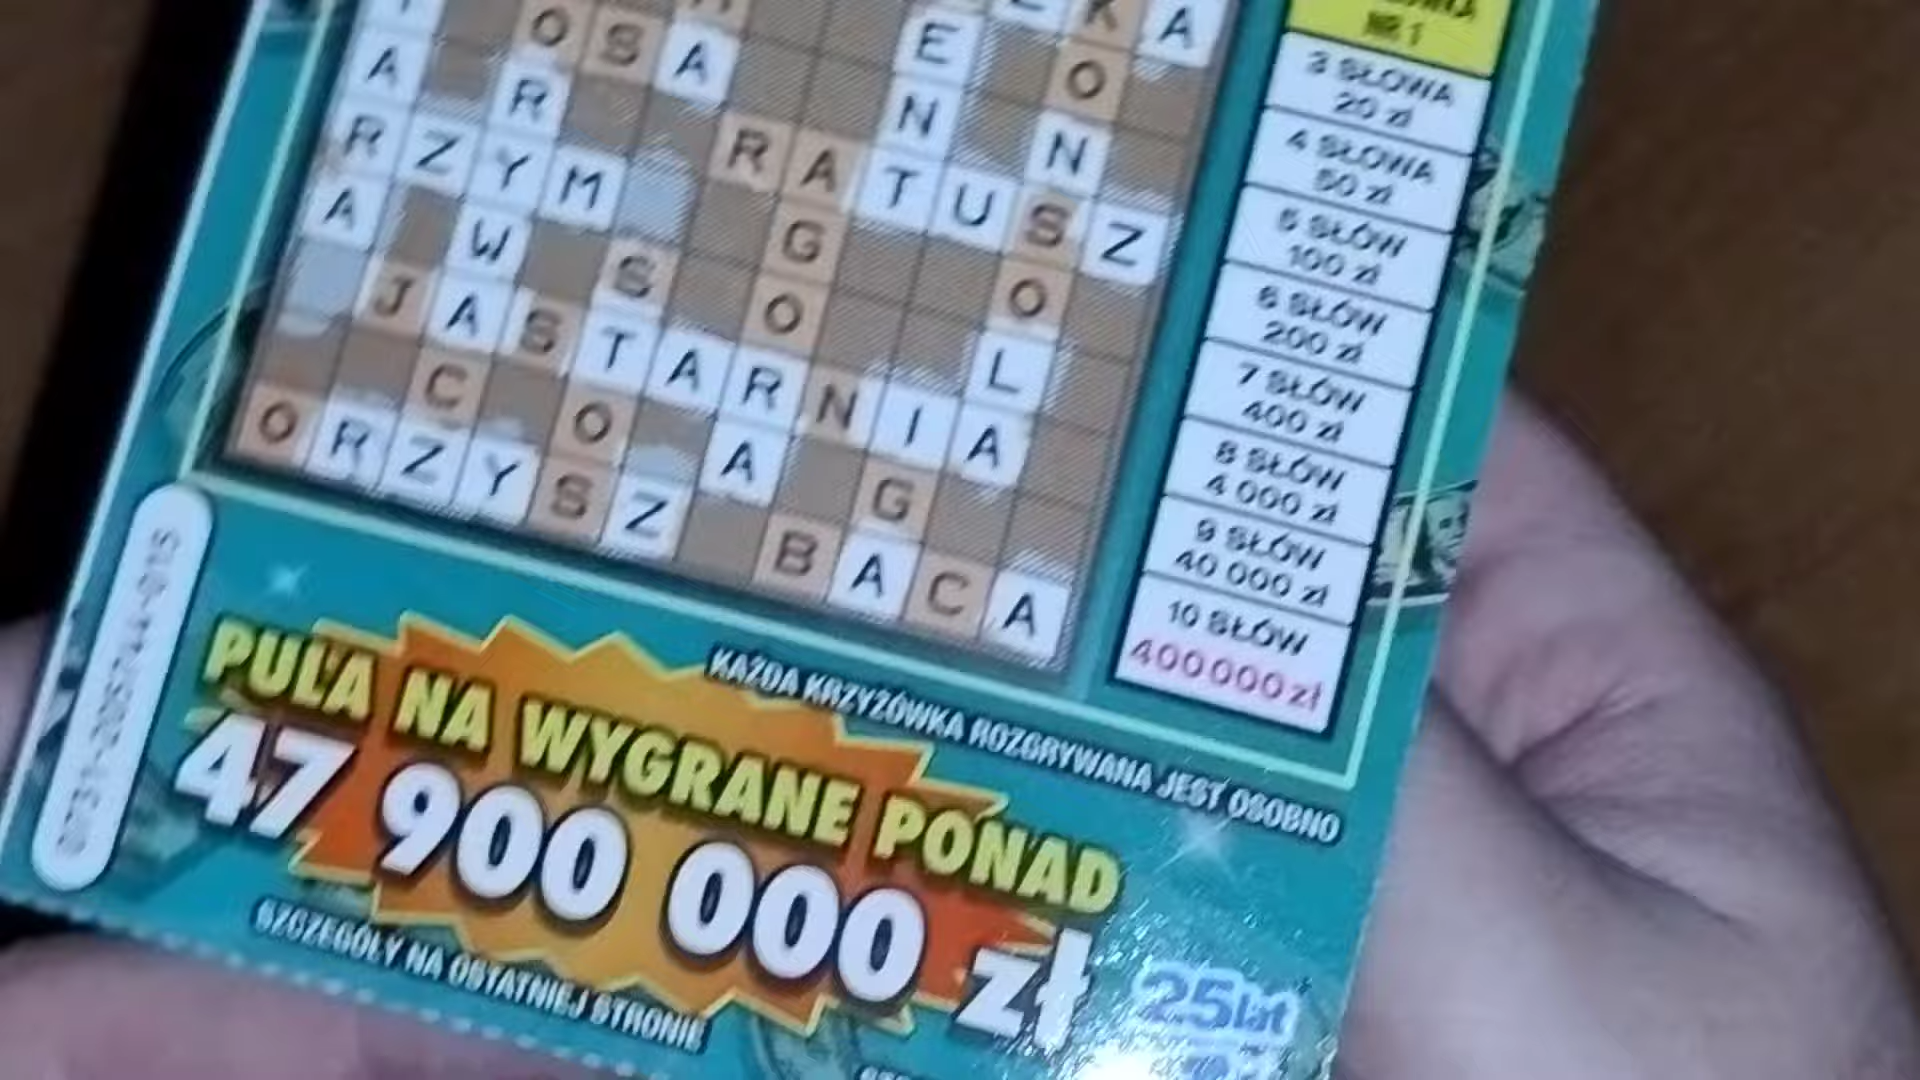 K A
O S A E O
A R N N
R Z Y M R A T U S Z
A W G
S O O
J A S T A R N I A L
C O
O R Z Y S Z A G
B A C A
NR 1
3 SŁOWA
20 zł
4 SŁOWA
50 zł
5 SŁÓW
100 zł
6 SŁÓW
200 zł
7 SŁÓW
400 zł
8 SŁÓW
4 000 zł
9 SŁÓW
40 000 zł
10 SŁÓW
400 000 zł
KAŻDA KRZYŻÓWKA ROZGRYWANA JEST OSOBNO
PULA NA WYGRANE PONAD
47 900 000 zł
SZCZEGÓŁY NA OSTATNIEJ STRONIE
25 lat